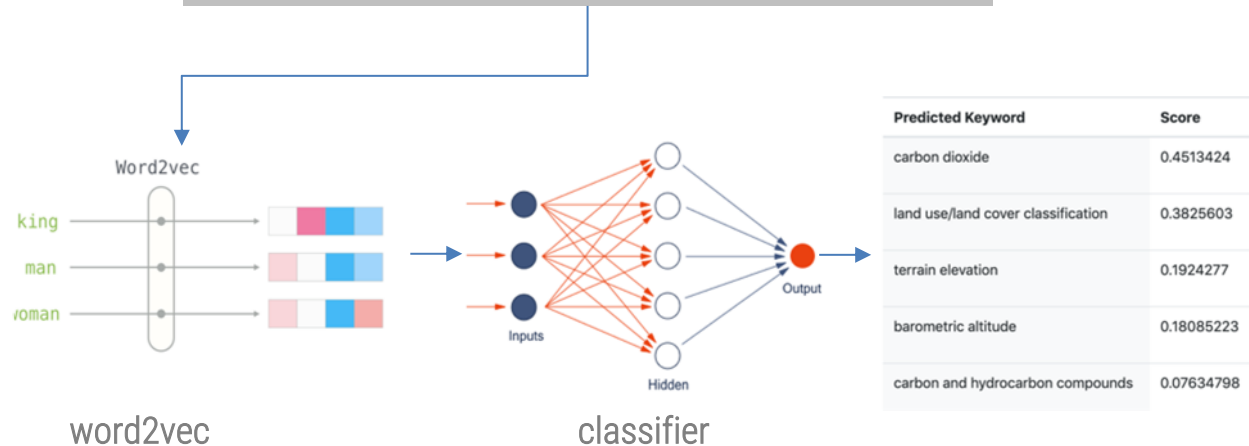 Word2vec
king
man
woman
word2vec
Inputs
Hidden
Output
classifier
Predicted Keyword Score
carbon dioxide 0.4513424
land use/land cover classification 0.3825603
terrain elevation 0.1924277
barometric altitude 0.18085223
carbon and hydrocarbon compounds 0.07634798